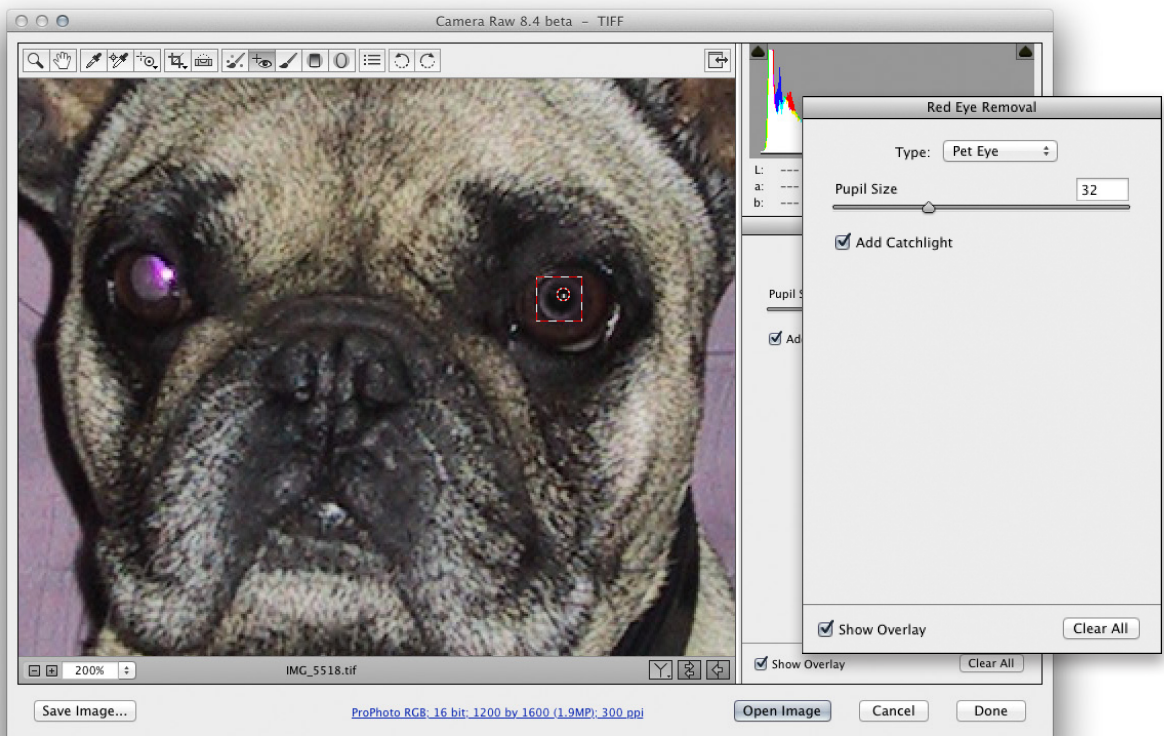 Camera Raw 8.4 beta – TIFF
Red Eye Removal
Type: Pet Eye
Pupil Size 32
Add Catchlight
L: ---
a: ---
b: ---
Pupil
Show Overlay Clear All
200% IMG_5518.tif
Show Overlay Clear All
Save Image... ProPhoto RGB; 16 bit; 1200 by 1600 (1.9MP); 300 ppi Open Image Cancel Done